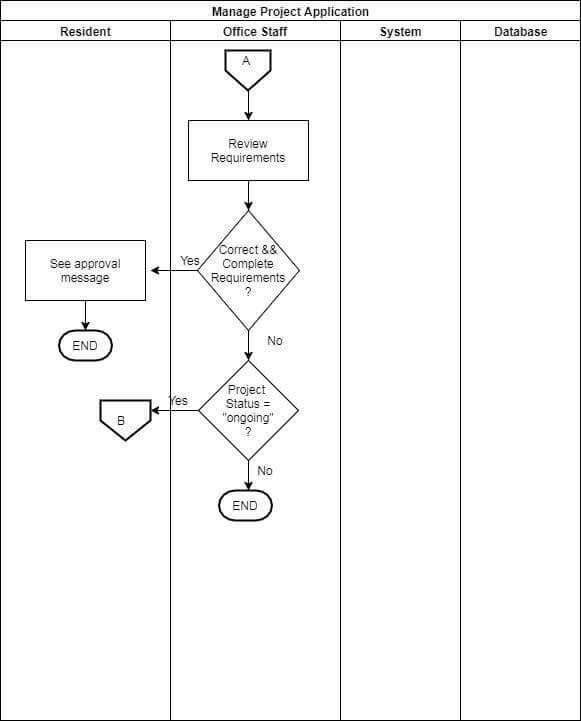 Manage Project Application
Resident
Office Staff
System
Database
A
Review
Requirements
Correct &&
Complete
Requirements
?
Yes
See approval
message
END
No
Project
Status =
"ongoing"
?
Yes
B
No
END